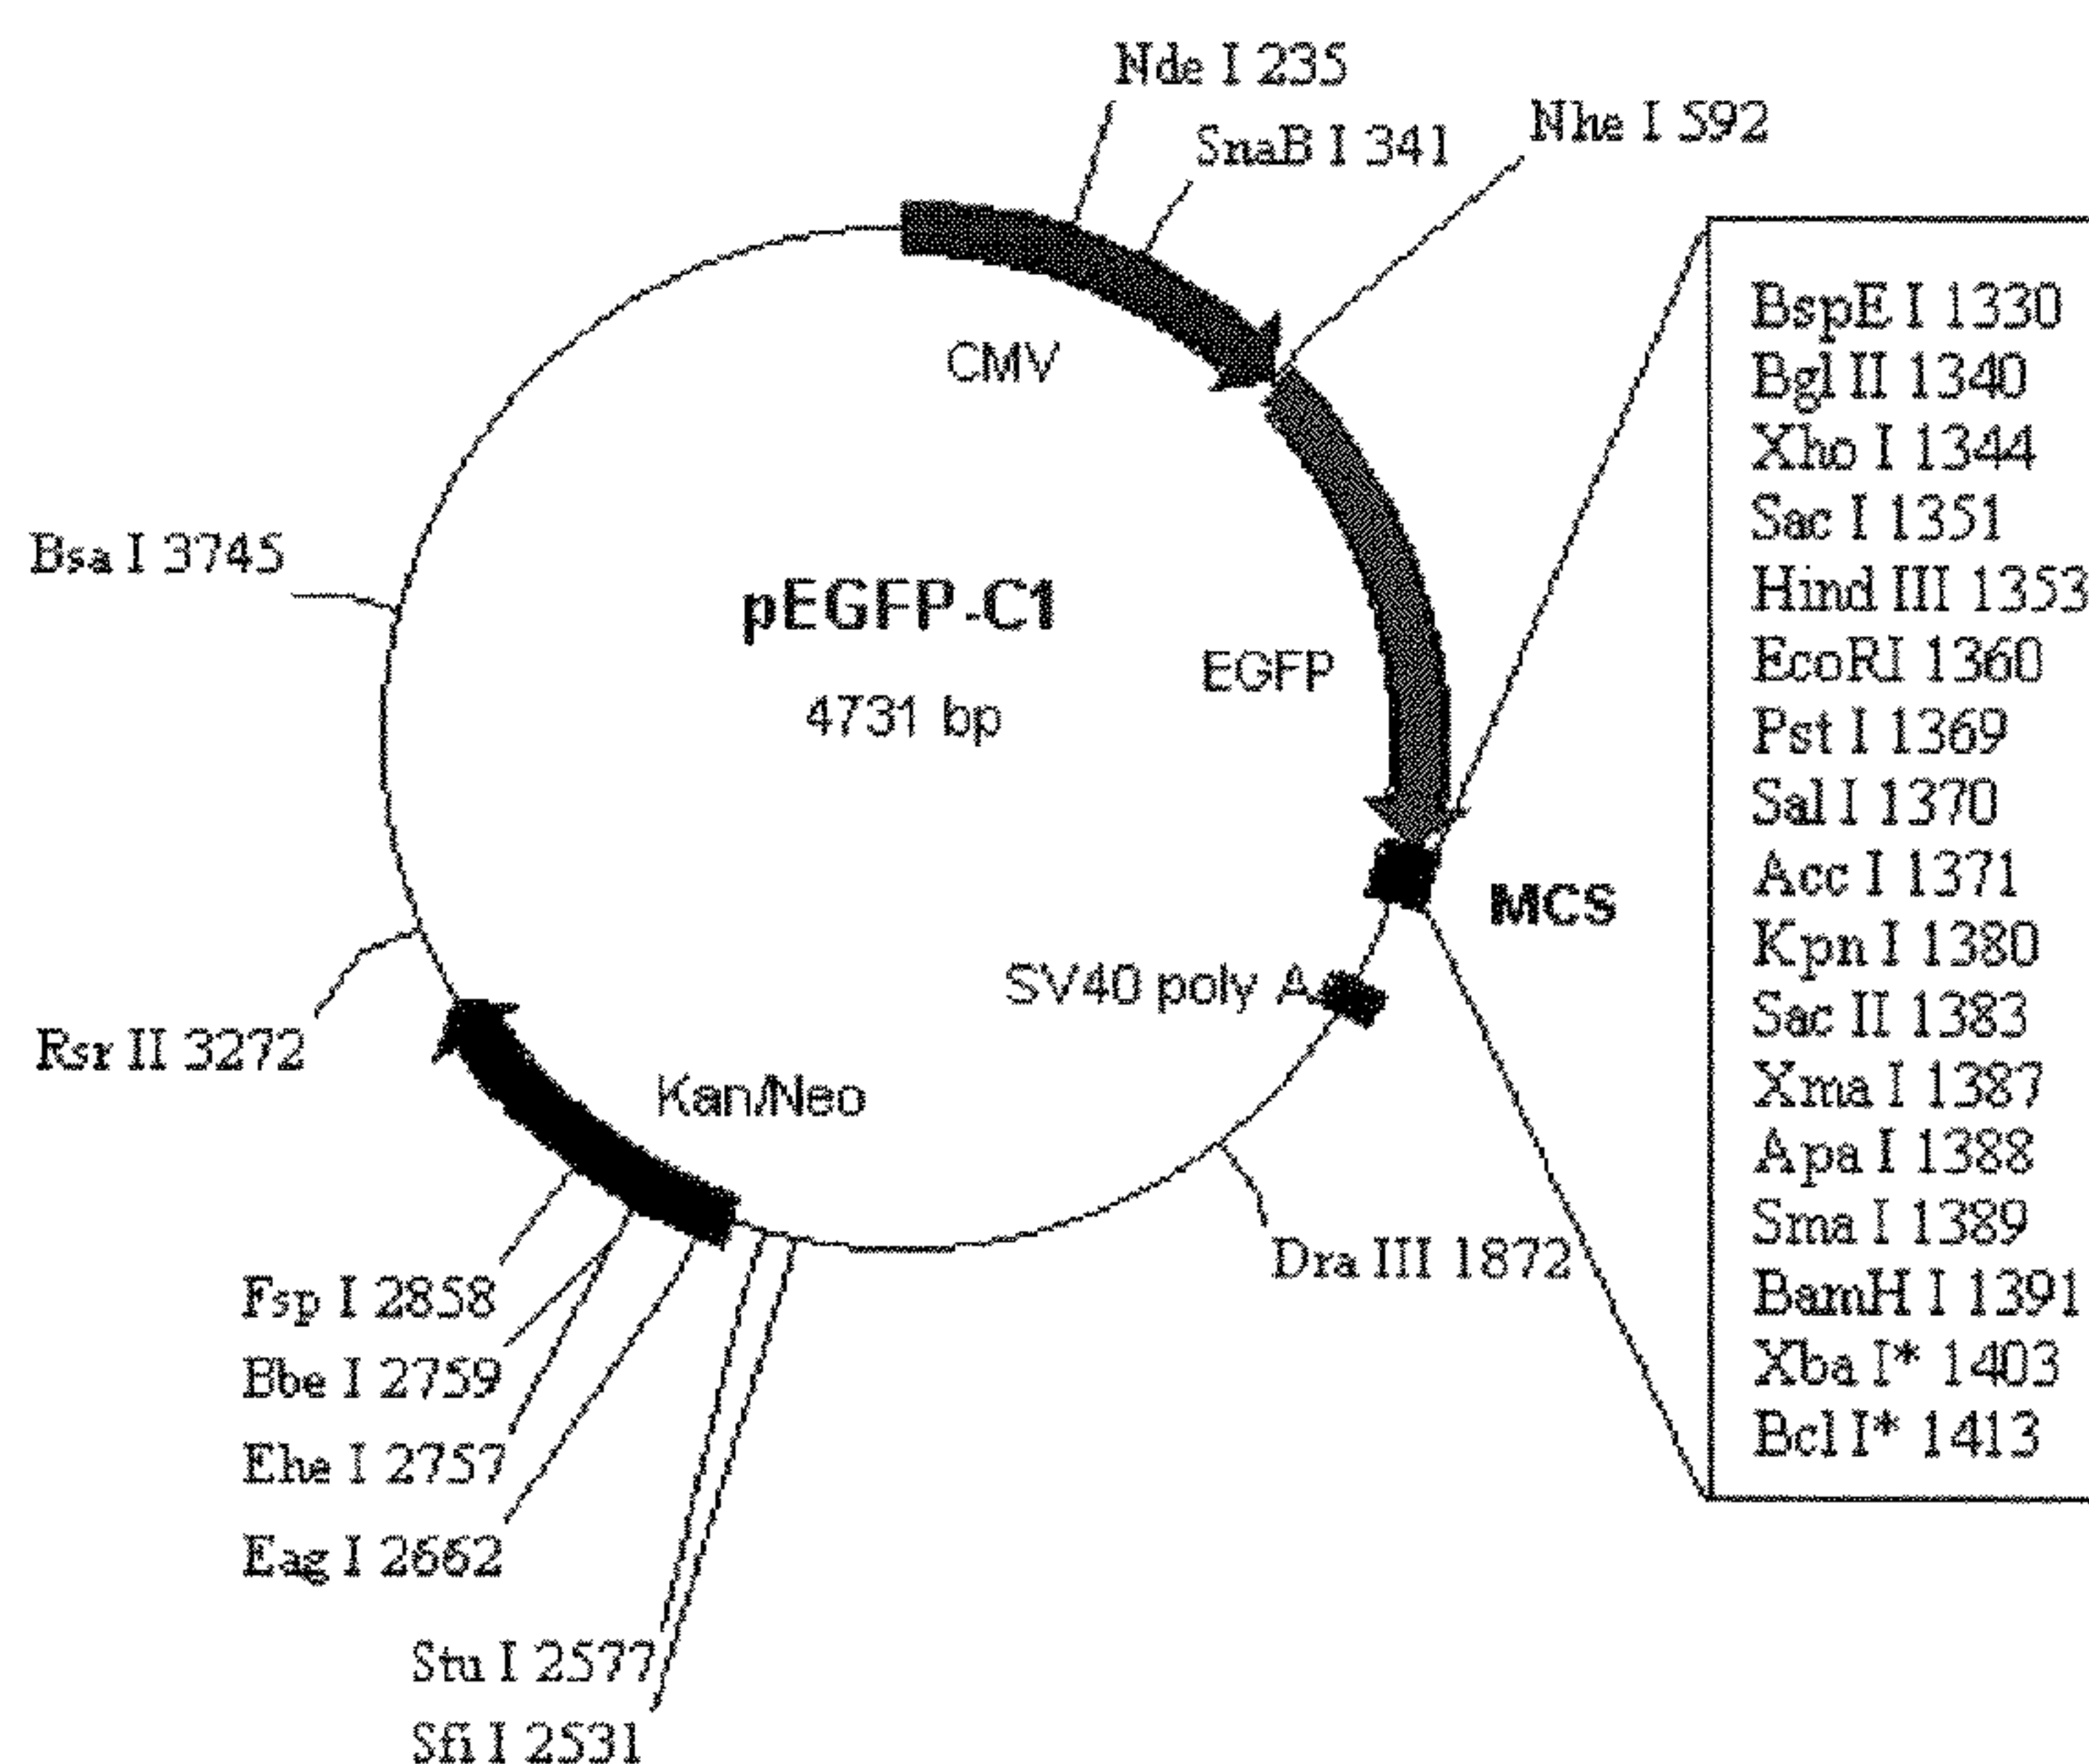 Nde I 235
SnaB I 341
Nhe I 592
CMV
Bsa I 3745
pEGFP-C1
4731 bp
EGFP
MCS
SV40 poly A
Rsr II 3272
Kan/Neo
Dra III 1872
Fsp I 2858
Bbe I 2759
Ehe I 2757
Eag I 2662
Stu I 2577
Sfi I 2531
BspE I 1330
Bgl II 1340
Xho I 1344
Sac I 1351
Hind III 1353
EcoRI 1360
Pst I 1369
Sal I 1370
Acc I 1371
Kpn I 1380
Sac II 1383
Xma I 1387
Apa I 1388
Sma I 1389
BamH I 1391
Xba I* 1403
Bcl I* 1413